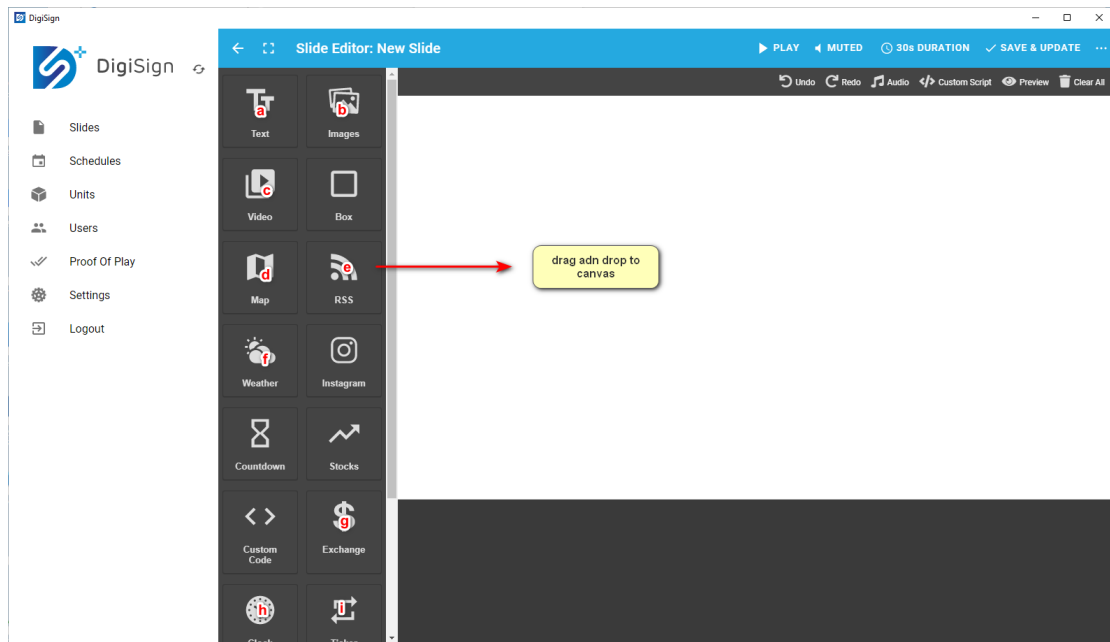 DigiSign
DigiSign
Slides
Schedules
Units
Users
Proof Of Play
Settings
Logout
Slide Editor: New Slide
PLAY
MUTED
30s DURATION
SAVE & UPDATE
Undo
Redo
Audio
</> Custom Script
Preview
Clear All
a
Text
b
Images
c
Video
Box
d
Map
e
RSS
drag adn drop to
canvas
f
Weather
Instagram
Countdown
Stocks
Custom
Code
g
Exchange
h
Clock
i
Ticker